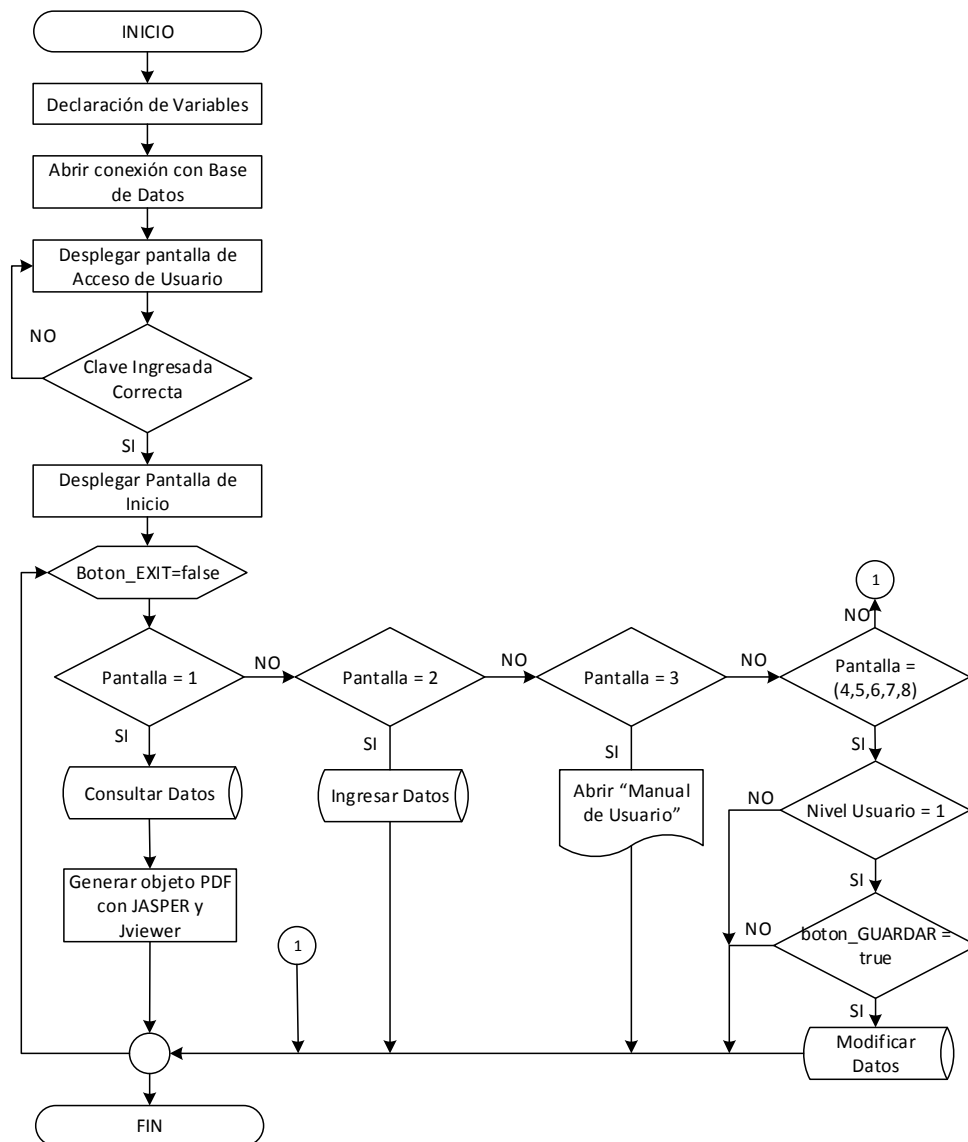 INICIO
Declaración de Variables
Abrir conexión con Base
de Datos
Desplegar pantalla de
Acceso de Usuario
NO
Clave Ingresada
Correcta
SI
Desplegar Pantalla de
Inicio
Boton_EXIT=false
1
NO
Pantalla = 1
NO
Pantalla = 2
NO
Pantalla = 3
NO
Pantalla =
(4,5,6,7,8)
SI
SI
SI
SI
Consultar Datos
Ingresar Datos
Abrir “Manual
de Usuario”
NO
Nivel Usuario = 1
SI
Generar objeto PDF
con JASPER y
Jviewer
1
NO
boton_GUARDAR =
true
SI
Modificar
Datos
FIN